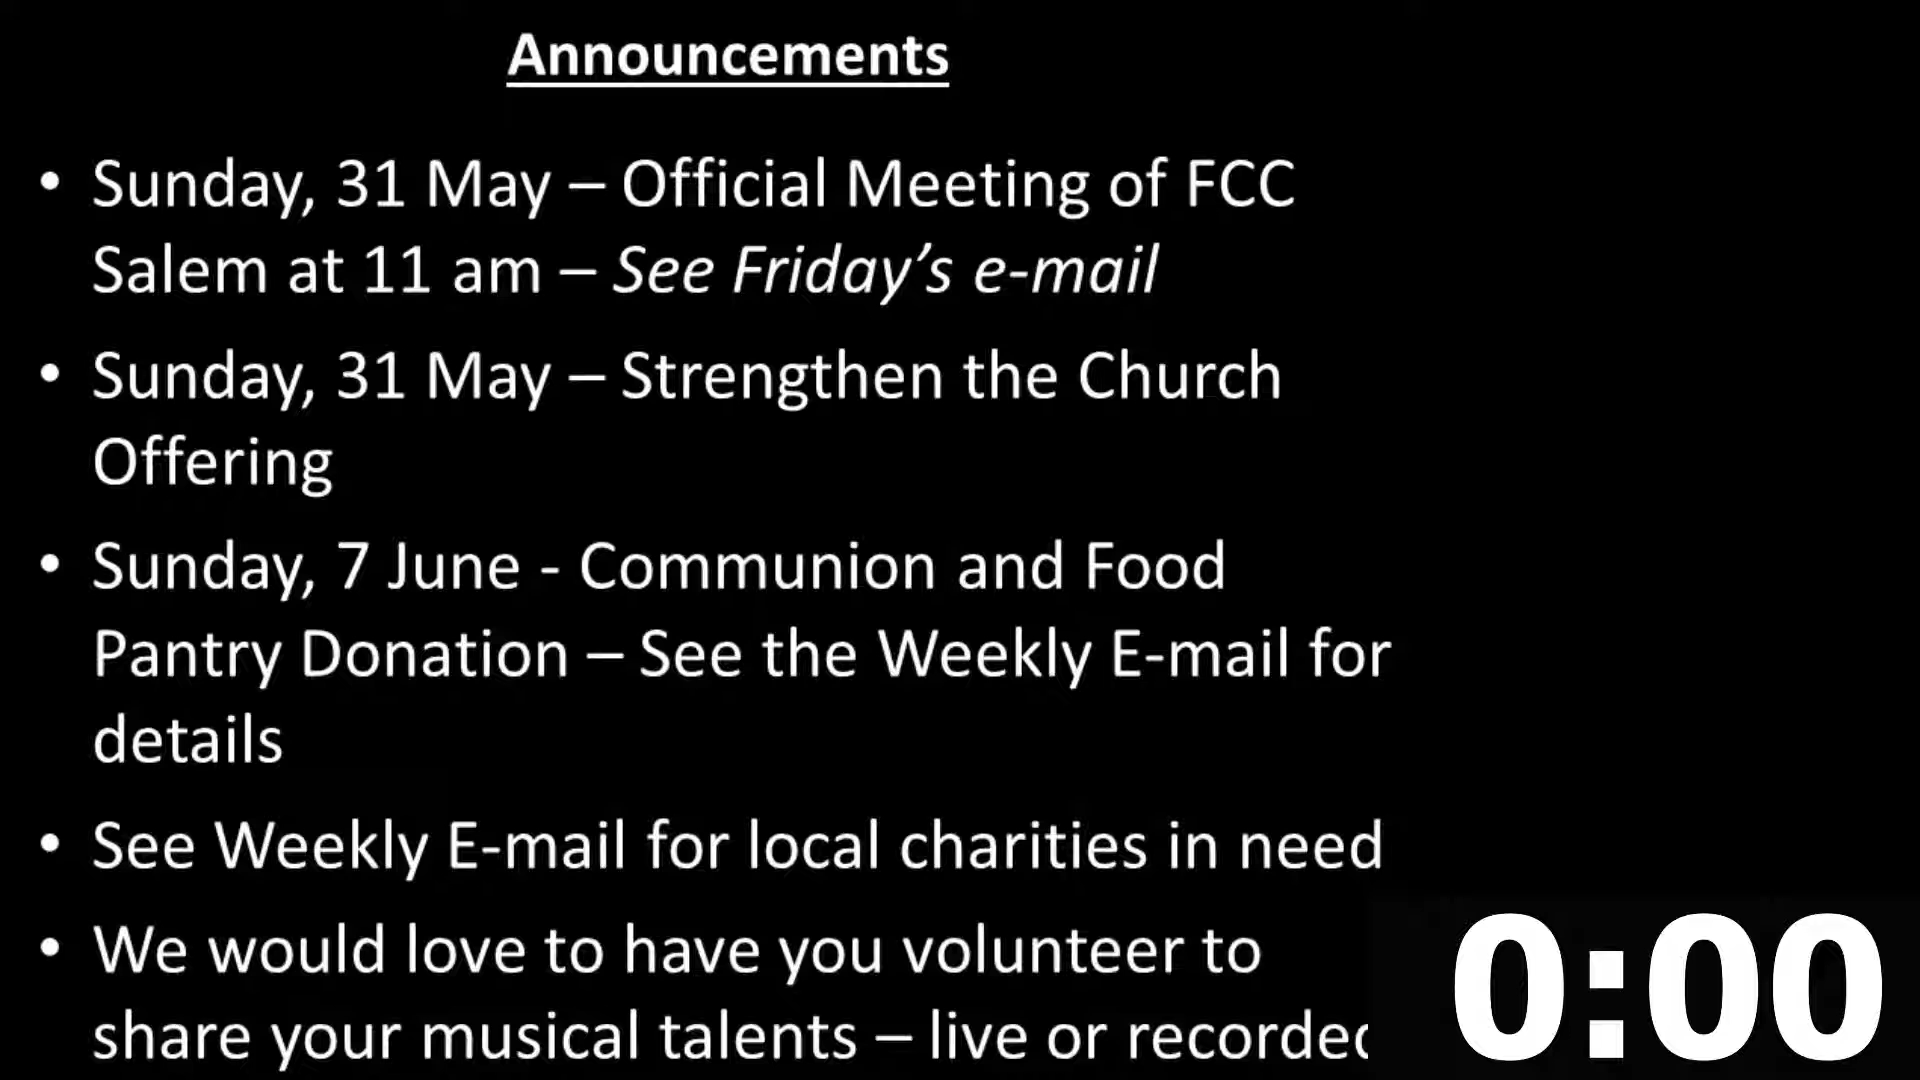 Announcements
• Sunday, 31 May – Official Meeting of FCC
Salem at 11 am – See Friday’s e-mail
• Sunday, 31 May – Strengthen the Church
Offering
• Sunday, 7 June - Communion and Food
Pantry Donation – See the Weekly E-mail for
details
• See Weekly E-mail for local charities in need
• We would love to have you volunteer to
share your musical talents – live or recorded
0:00